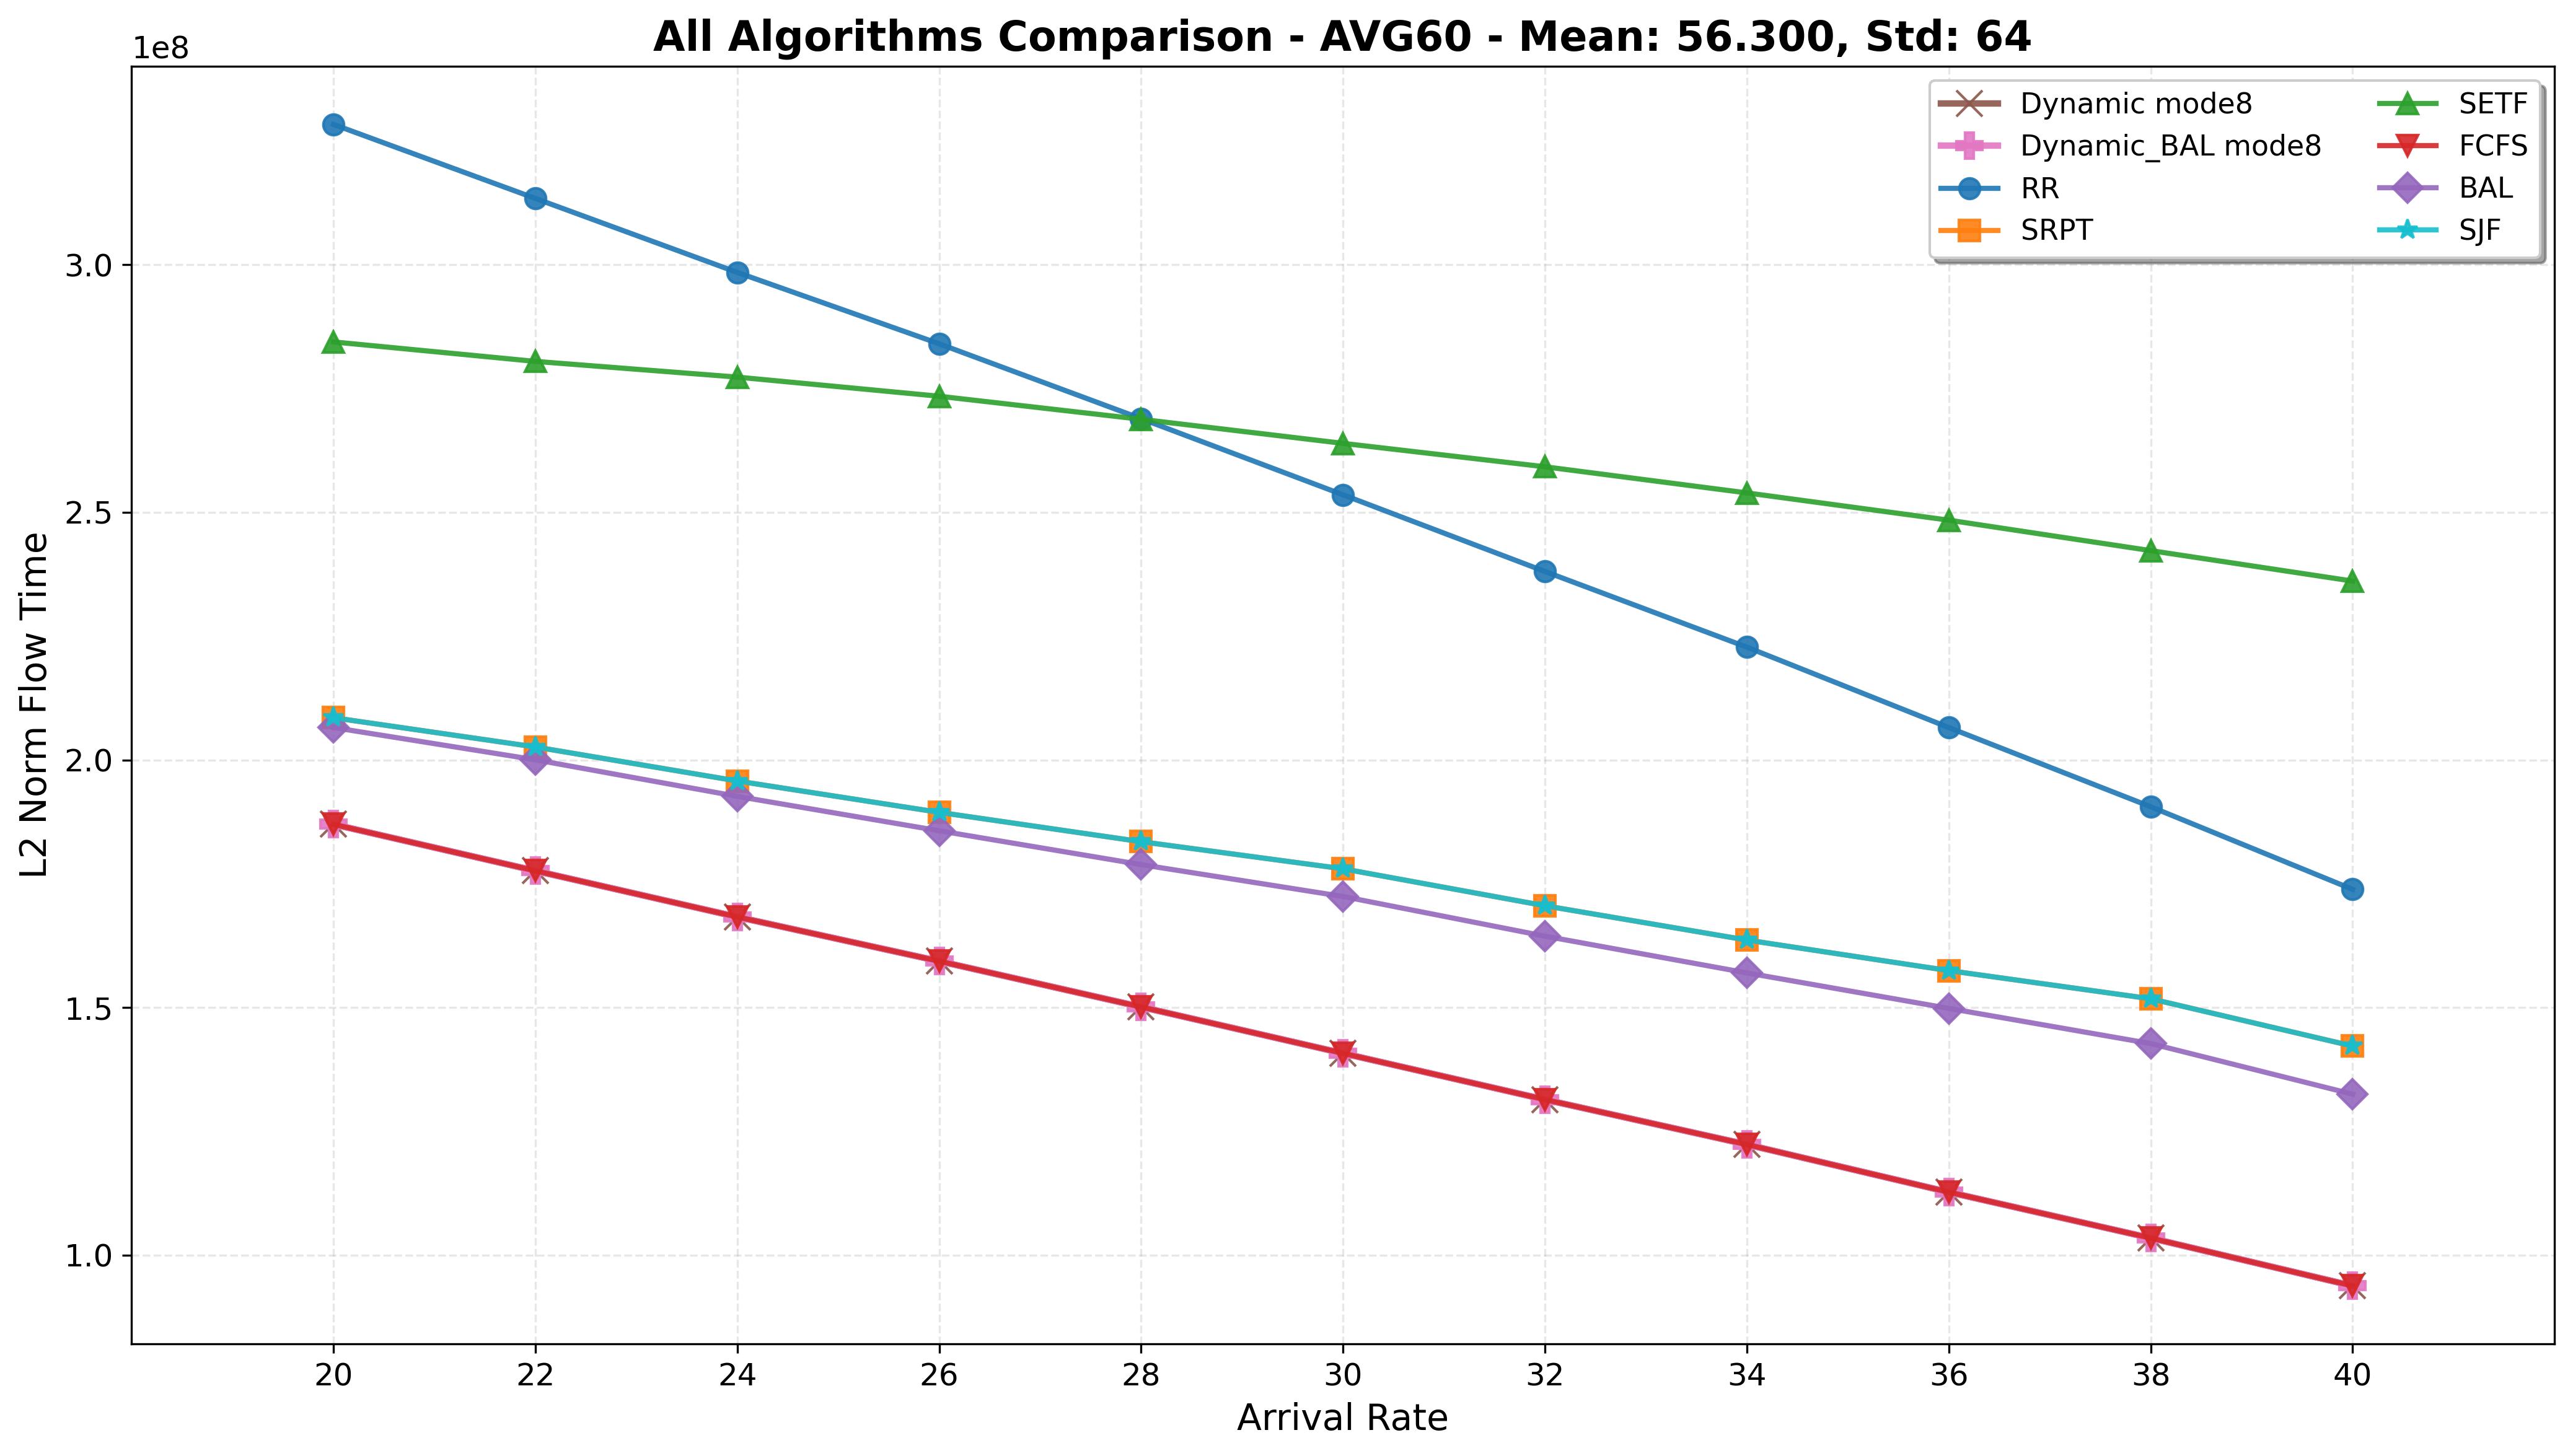 All Algorithms Comparison - AVG60 - Mean: 56.300, Std: 64
1e8
Dynamic mode8
Dynamic_BAL mode8
RR
SRPT
SETF
FCFS
BAL
SJF
3.0
2.5
2.0
1.5
1.0
L2 Norm Flow Time
20 22 24 26 28 30 32 34 36 38 40
Arrival Rate